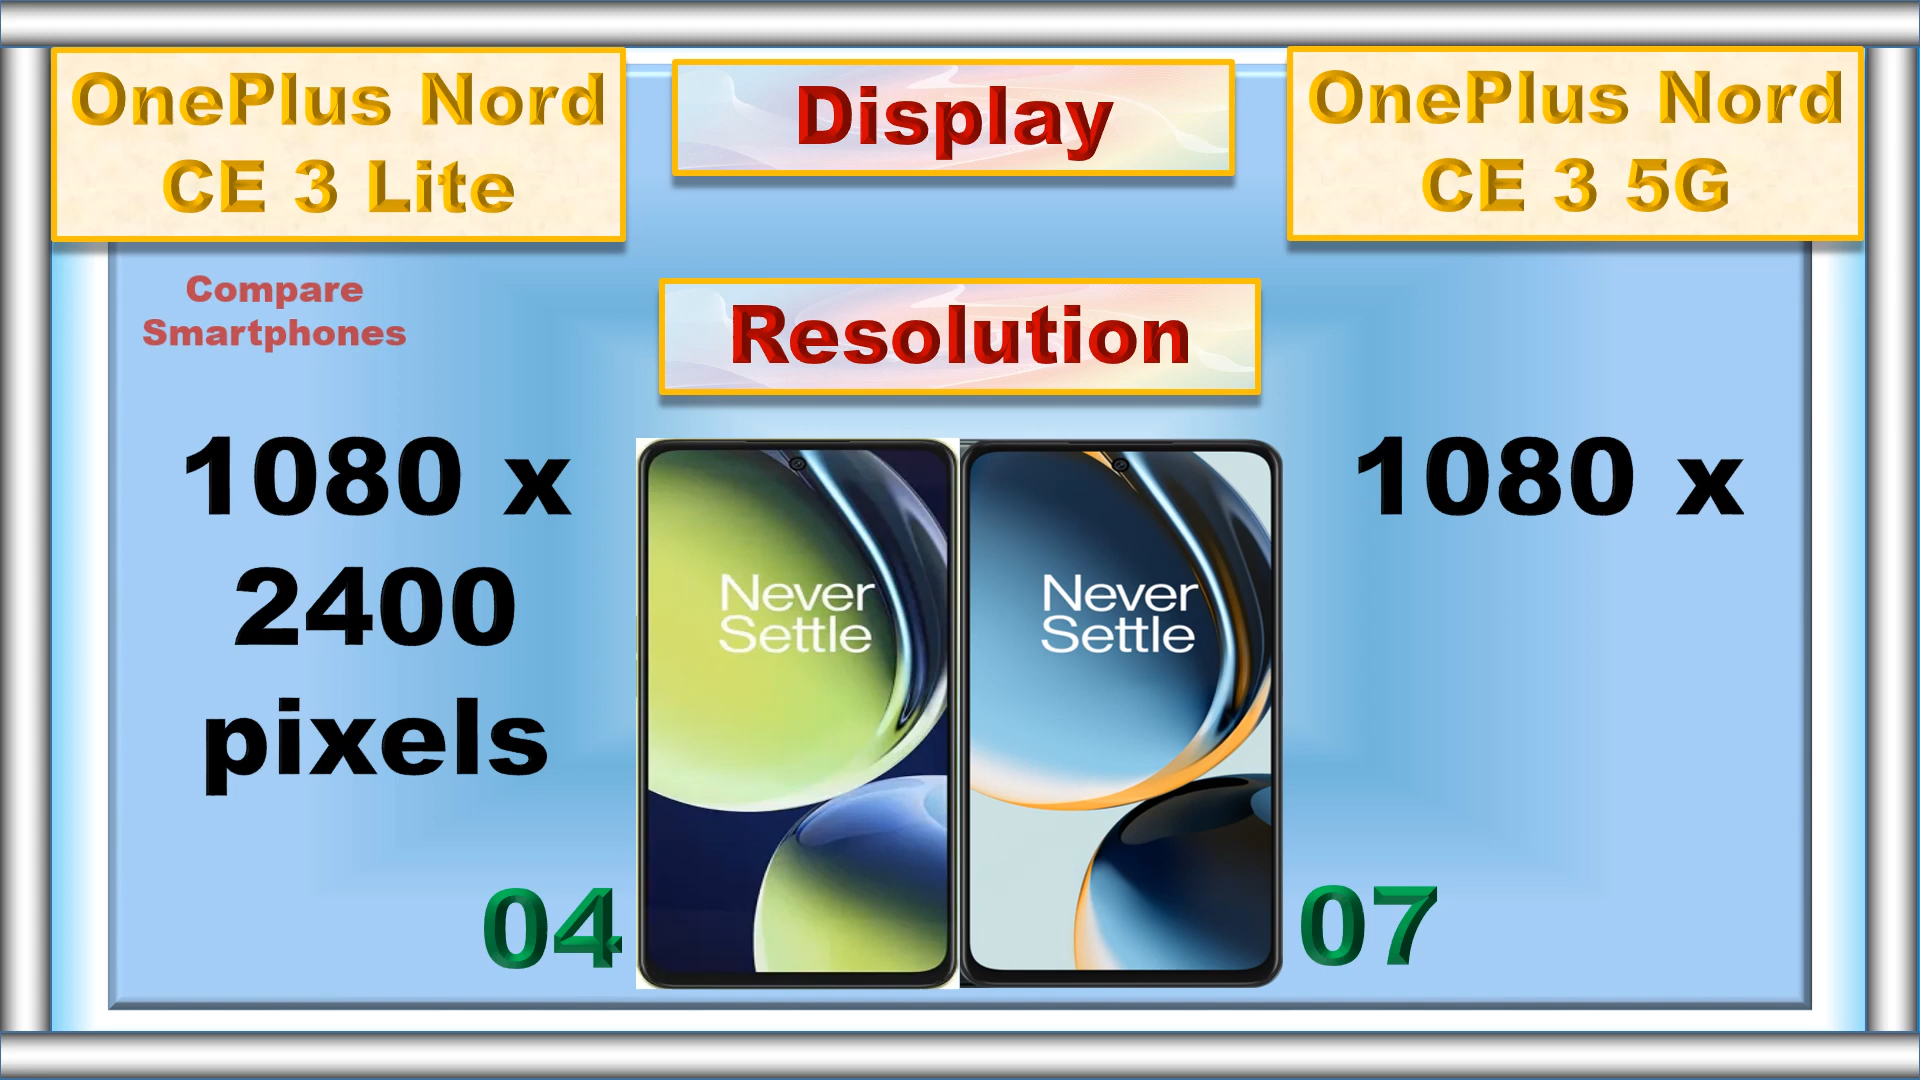 OnePlus Nord
CE 3 Lite
Display
OnePlus Nord
CE 3 5G
Compare
Smartphones
Resolution
1080 x
2400
pixels
1080 x
Never
Settle
Never
Settle
04
07